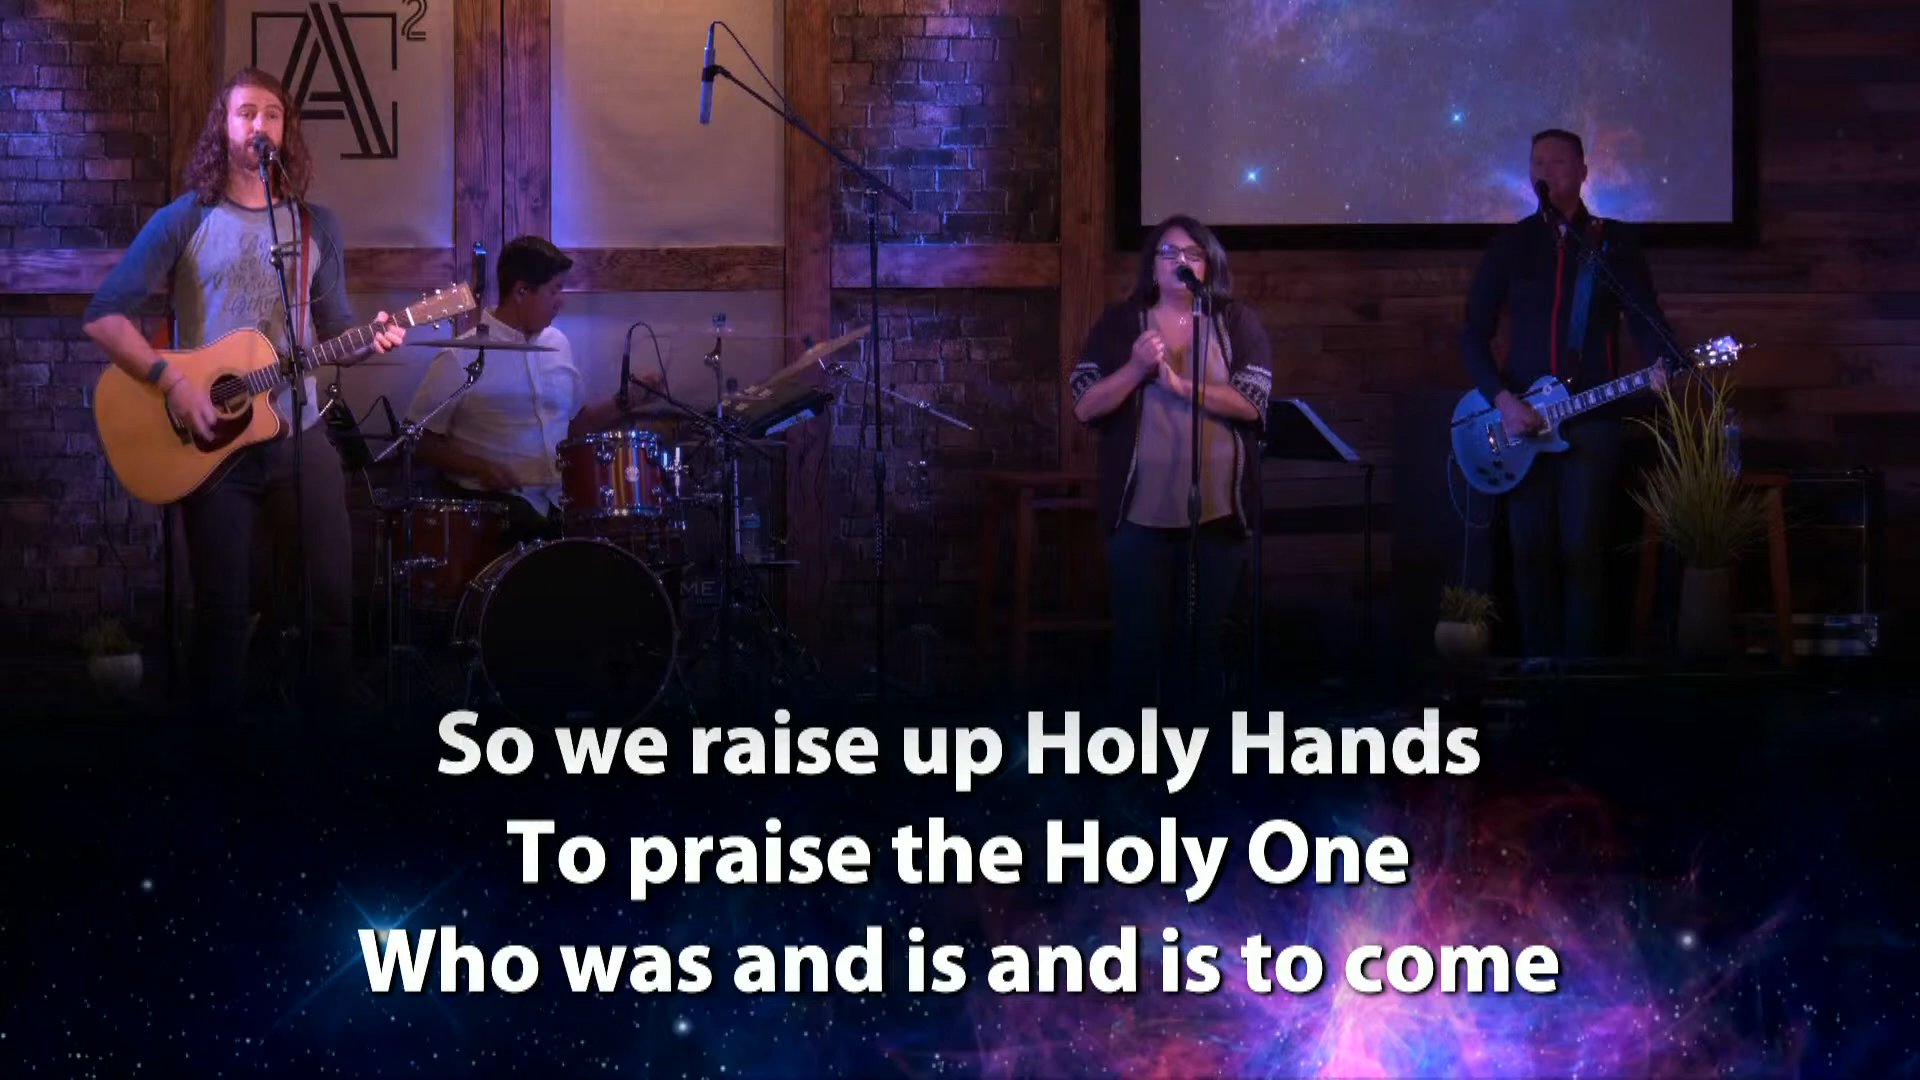 AC²
So we raise up Holy Hands
To praise the Holy One
Who was and is and is to come